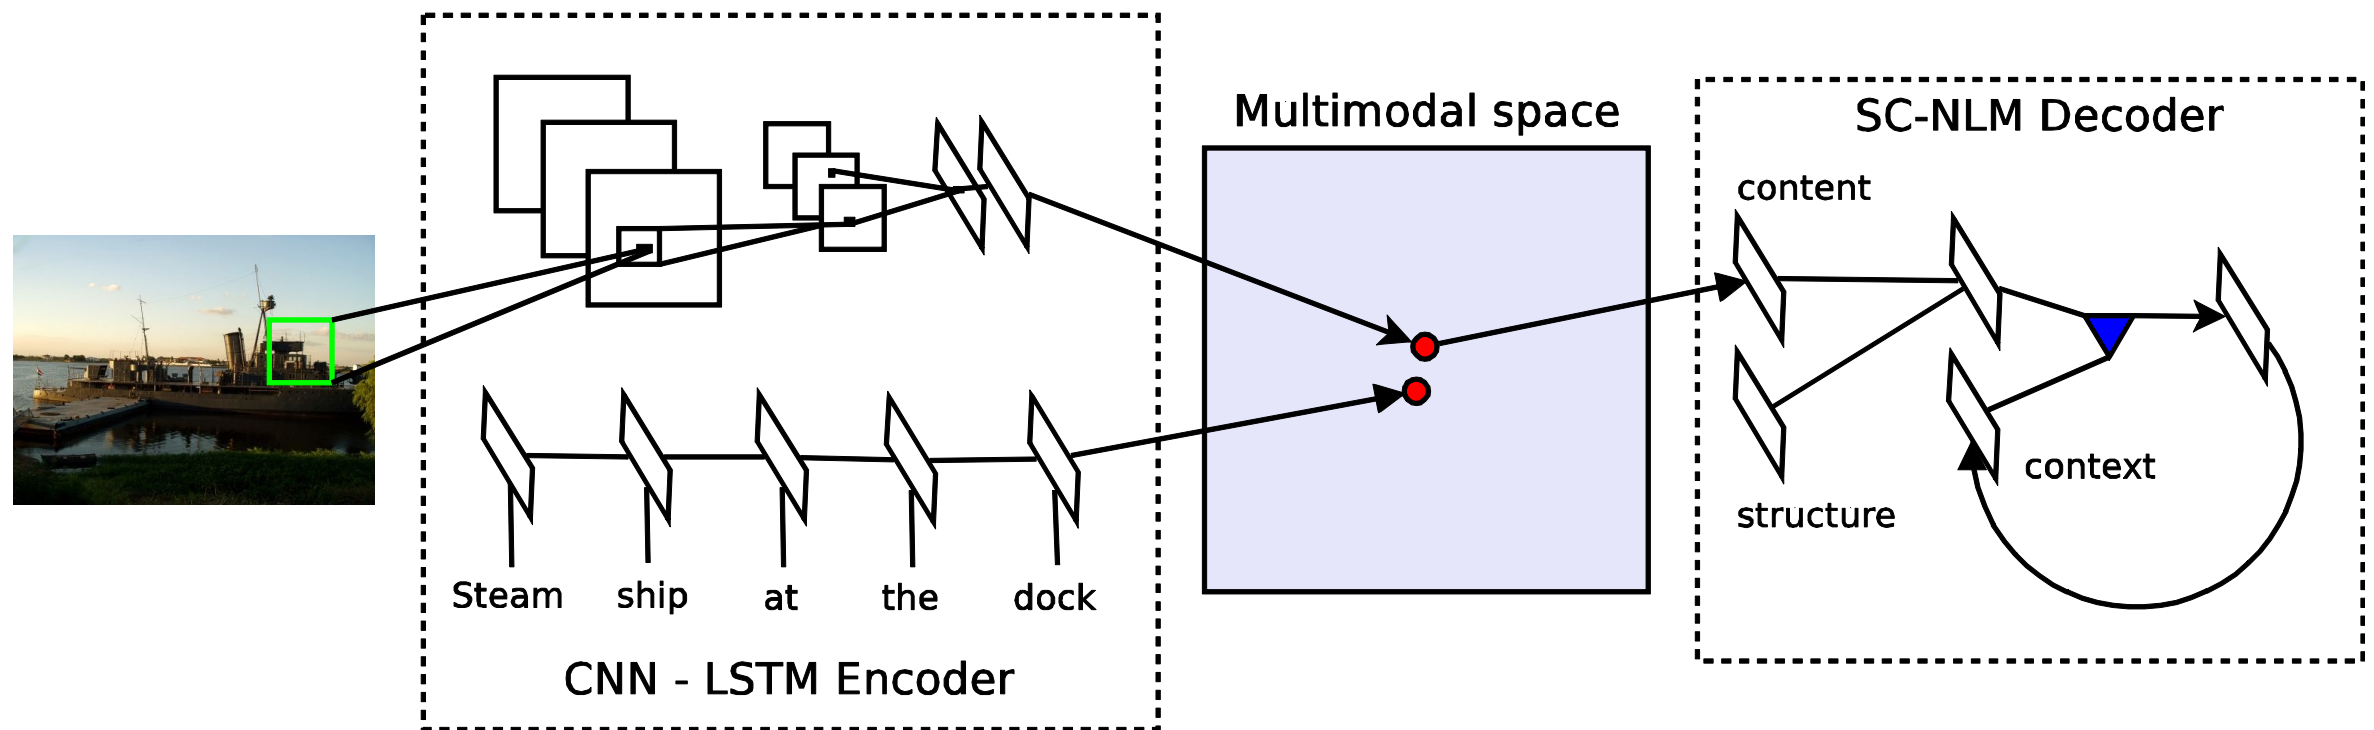 Multimodal space
SC-NLM Decoder
content
structure
context
Steam ship at the dock
CNN - LSTM Encoder